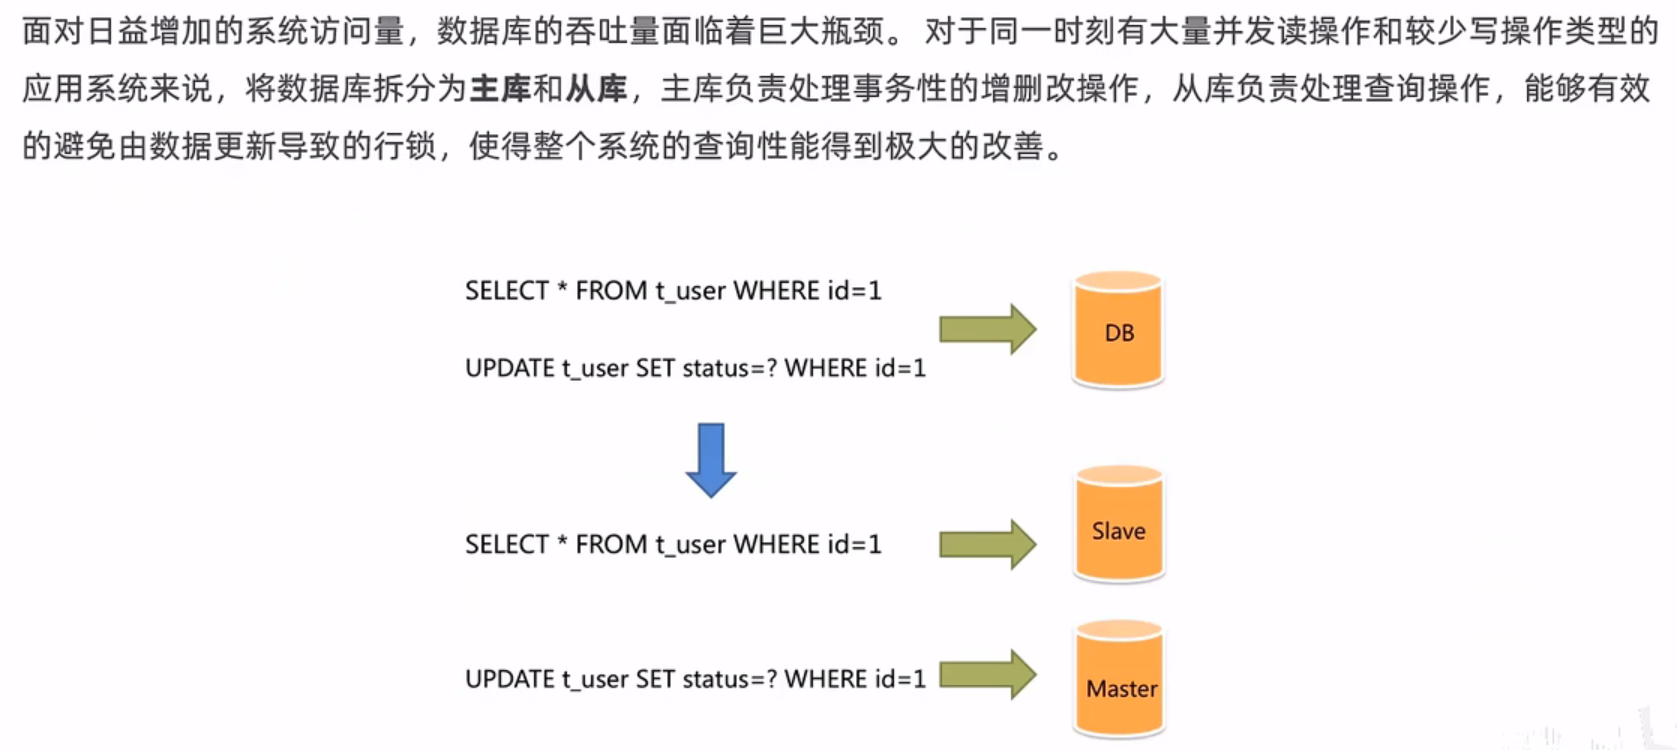 面对日益增加的系统访问量，数据库的吞吐量面临着巨大瓶颈。 对于同一时刻有大量并发读操作和较少写操作类型的
应用系统来说，将数据库拆分为主库和从库，主库负责处理事务性的增删改操作，从库负责处理查询操作，能够有效
的避免由数据更新导致的行锁，使得整个系统的查询性能得到极大的改善。
SELECT * FROM t_user WHERE id=1
DB
UPDATE t_user SET status=? WHERE id=1
SELECT * FROM t_user WHERE id=1
Slave
UPDATE t_user SET status=? WHERE id=1
Master